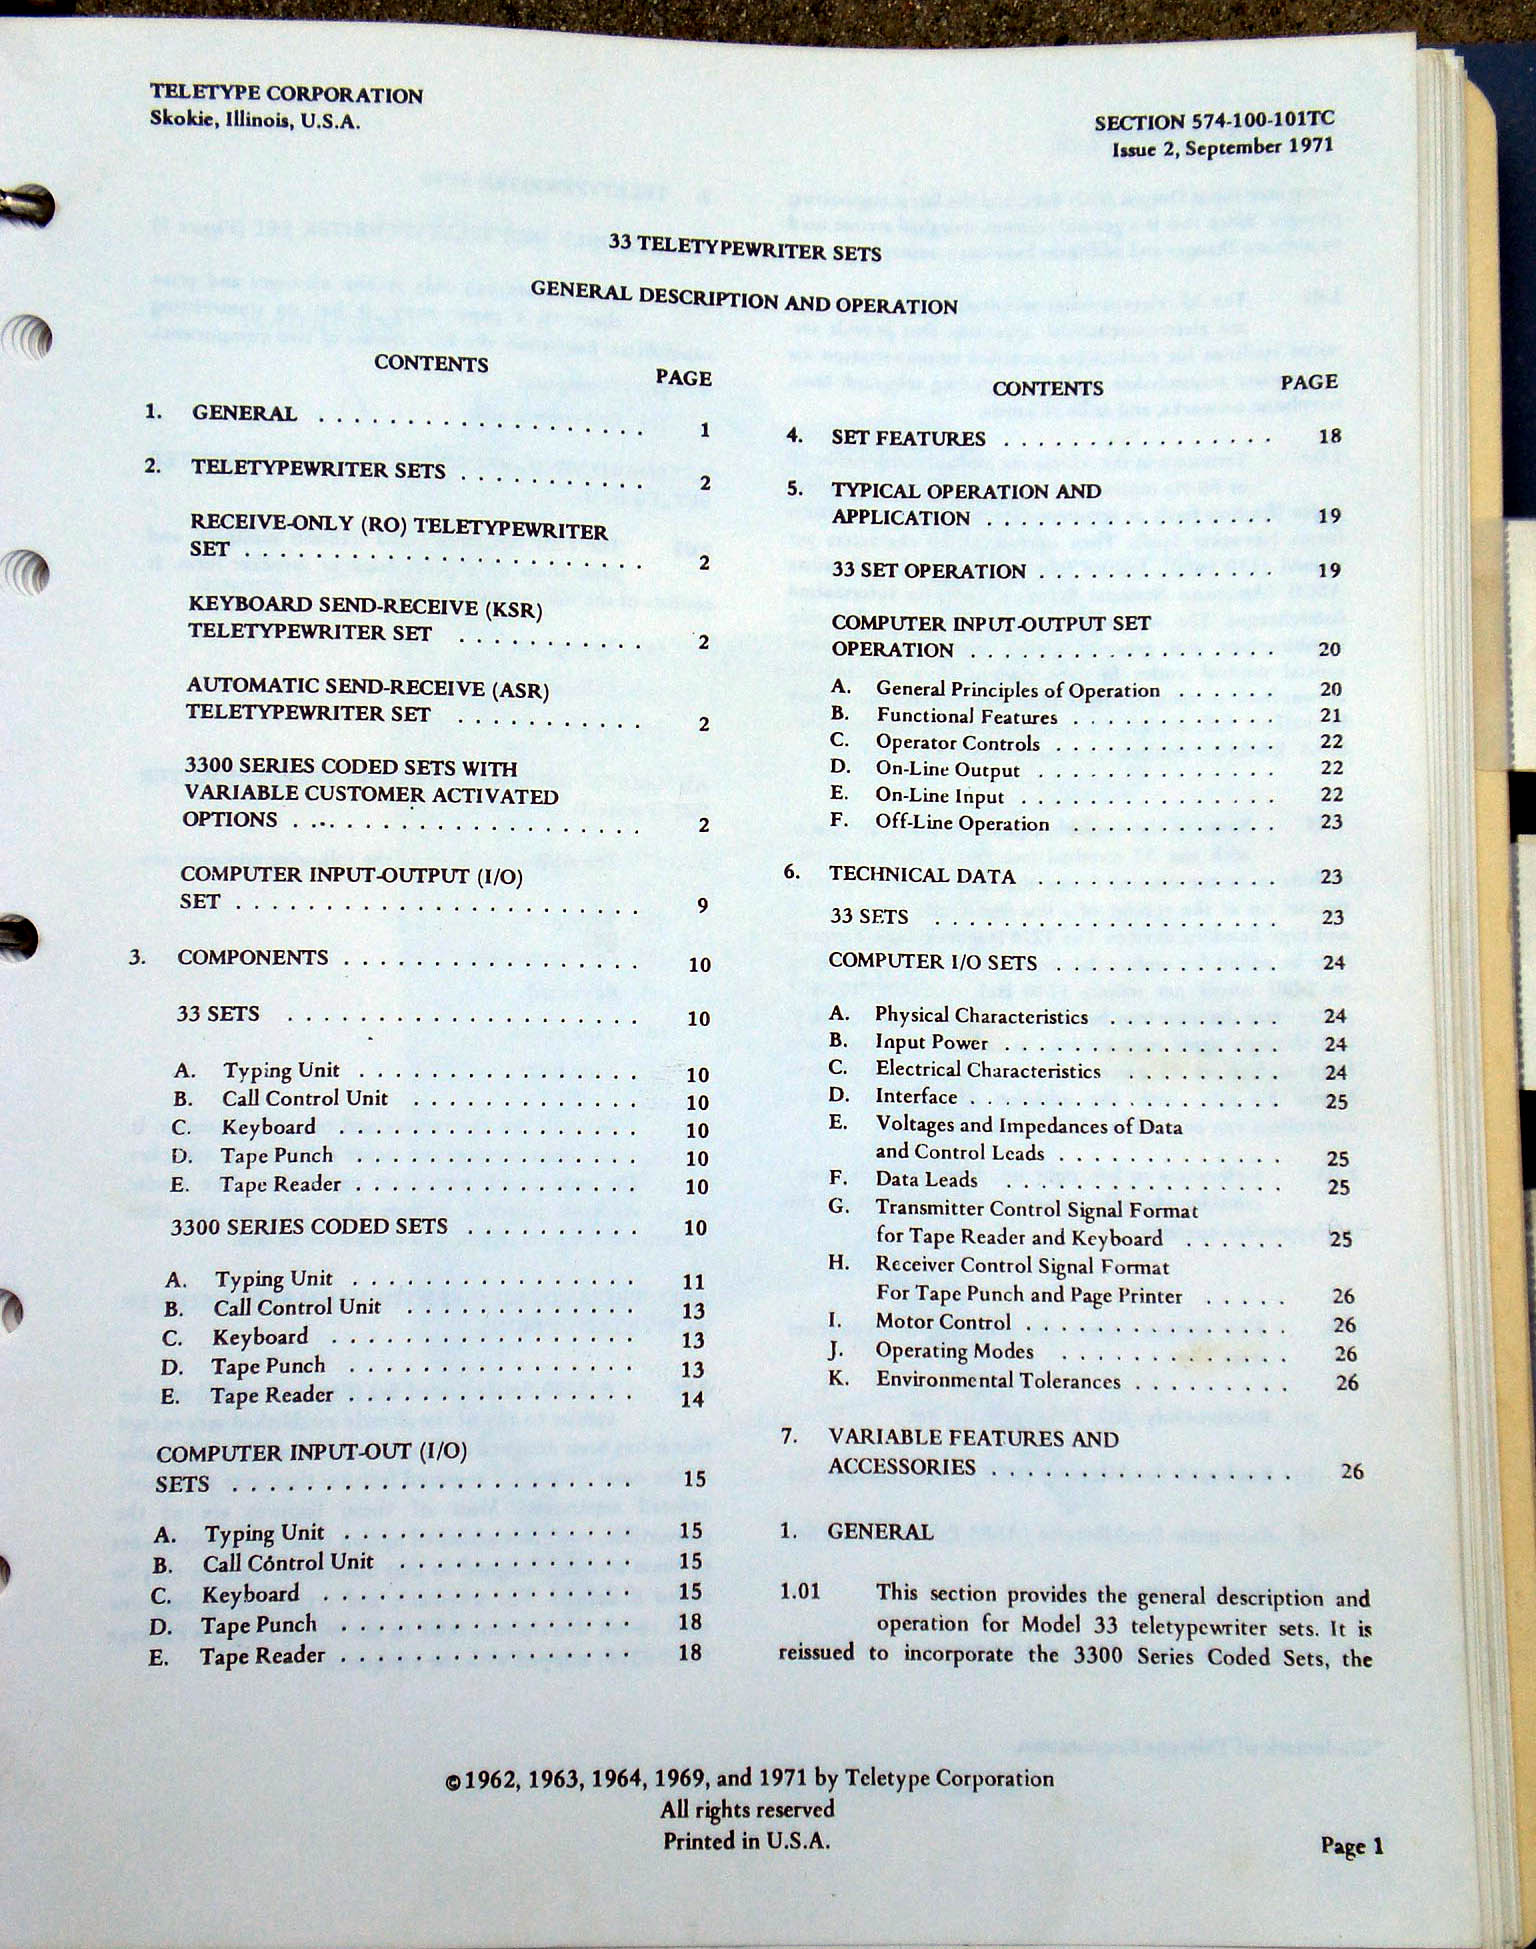 TELETYPE CORPORATION
Skokie, Illinois, U.S.A.
SECTION 574-100-101TC
Issue 2, September 1971
33 TELETYPEWRITER SETS
GENERAL DESCRIPTION AND OPERATION
CONTENTS PAGE
1. GENERAL . . . . . . . . . . . . . . . . . . . 1
2. TELETYPEWRITER SETS . . . . . . . . . . . 2
RECEIVE-ONLY (RO) TELETYPEWRITER
SET . . . . . . . . . . . . . . . . . . . . . . . 2
KEYBOARD SEND-RECEIVE (KSR)
TELETYPEWRITER SET . . . . . . . . . . . 2
AUTOMATIC SEND-RECEIVE (ASR)
TELETYPEWRITER SET . . . . . . . . . . . 2
3300 SERIES CODED SETS WITH
VARIABLE CUSTOMER ACTIVATED
OPTIONS . . . . . . . . . . . . . . . . . . . . 2
COMPUTER INPUT-OUTPUT (I/O)
SET . . . . . . . . . . . . . . . . . . . . . . . 9
3. COMPONENTS . . . . . . . . . . . . . . . . . 10
33 SETS . . . . . . . . . . . . . . . . . . . . 10
A. Typing Unit . . . . . . . . . . . . . . . . 10
B. Call Control Unit . . . . . . . . . . . . . 10
C. Keyboard . . . . . . . . . . . . . . . . . 10
D. Tape Punch . . . . . . . . . . . . . . . . 10
E. Tape Reader . . . . . . . . . . . . . . . . 10
3300 SERIES CODED SETS . . . . . . . . . . 10
A. Typing Unit . . . . . . . . . . . . . . . . 11
B. Call Control Unit . . . . . . . . . . . . . 13
C. Keyboard . . . . . . . . . . . . . . . . . 13
D. Tape Punch . . . . . . . . . . . . . . . . 13
E. Tape Reader . . . . . . . . . . . . . . . . 14
COMPUTER INPUT-OUT (I/O)
SETS . . . . . . . . . . . . . . . . . . . . . . 15
A. Typing Unit . . . . . . . . . . . . . . . . 15
B. Call Control Unit . . . . . . . . . . . . . 15
C. Keyboard . . . . . . . . . . . . . . . . . 15
D. Tape Punch . . . . . . . . . . . . . . . . 18
E. Tape Reader . . . . . . . . . . . . . . . . 18
CONTENTS PAGE
4. SET FEATURES . . . . . . . . . . . . . . . . 18
5. TYPICAL OPERATION AND
APPLICATION . . . . . . . . . . . . . . . . . 19
33 SET OPERATION . . . . . . . . . . . . . . 19
COMPUTER INPUT-OUTPUT SET
OPERATION . . . . . . . . . . . . . . . . . . 20
A. General Principles of Operation . . . . . . 20
B. Functional Features . . . . . . . . . . . . 21
C. Operator Controls . . . . . . . . . . . . . 22
D. On-Line Output . . . . . . . . . . . . . . 22
E. On-Line Input . . . . . . . . . . . . . . . 22
F. Off-Line Operation . . . . . . . . . . . . 23
6. TECHNICAL DATA . . . . . . . . . . . . . . 23
33 SETS . . . . . . . . . . . . . . . . . . . . 23
COMPUTER I/O SETS . . . . . . . . . . . . . 24
A. Physical Characteristics . . . . . . . . . . 24
B. Input Power . . . . . . . . . . . . . . . . 24
C. Electrical Characteristics . . . . . . . . . 24
D. Interface . . . . . . . . . . . . . . . . . . 25
E. Voltages and Impedances of Data
and Control Leads . . . . . . . . . . . . . 25
F. Data Leads . . . . . . . . . . . . . . . . 25
G. Transmitter Control Signal Format
for Tape Reader and Keyboard . . . . . . 25
H. Receiver Control Signal Format
For Tape Punch and Page Printer . . . . . 26
I. Motor Control . . . . . . . . . . . . . . . 26
J. Operating Modes . . . . . . . . . . . . . 26
K. Environmental Tolerances . . . . . . . . . 26
7. VARIABLE FEATURES AND
ACCESSORIES . . . . . . . . . . . . . . . . . 26
1. GENERAL
1.01 This section provides the general description and
operation for Model 33 teletypewriter sets. It is
reissued to incorporate the 3300 Series Coded Sets, the
©1962, 1963, 1964, 1969, and 1971 by Teletype Corporation
All rights reserved
Printed in U.S.A.
Page 1